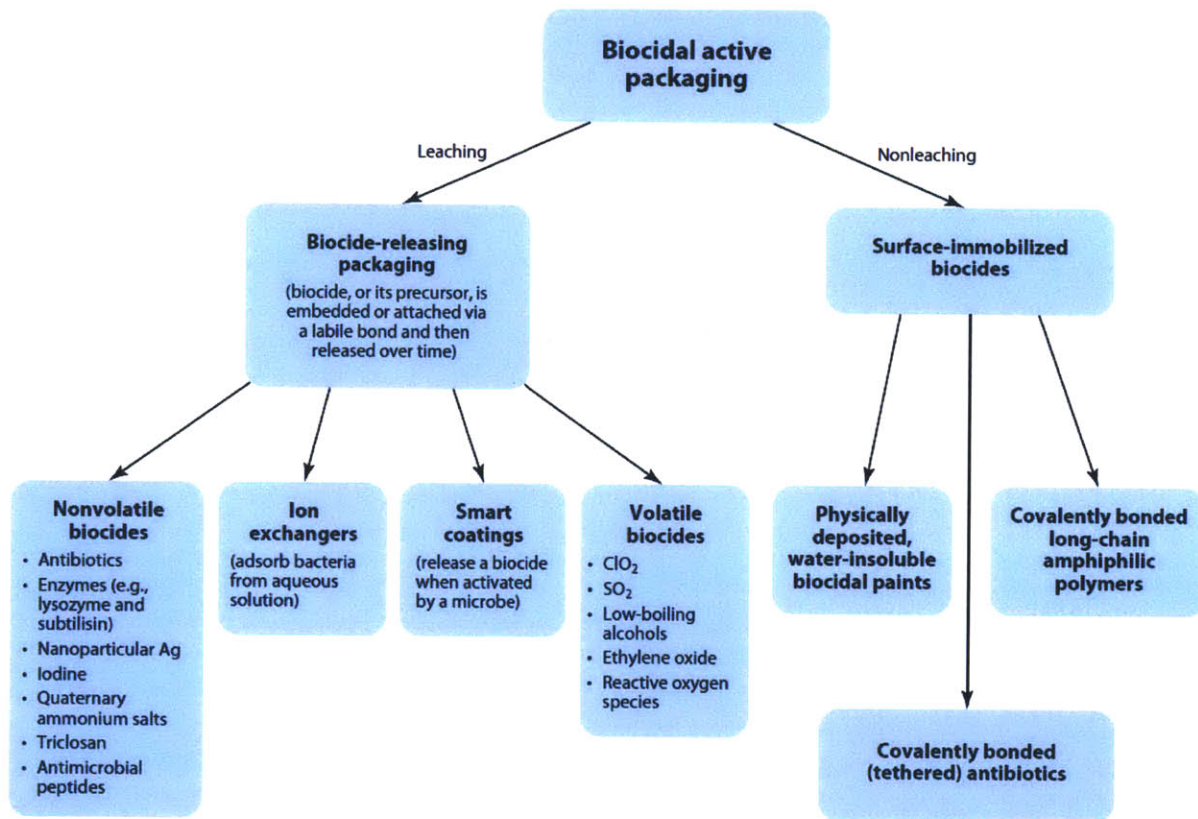 Biocidal active
packaging
Leaching
Nonleaching
Biocide-releasing
packaging
(biocide, or its precursor, is
embedded or attached via
a labile bond and then
released over time)
Surface-immobilized
biocides
Nonvolatile
biocides
• Antibiotics
• Enzymes (e.g.,
lysozyme and
subtilisin)
• Nanoparticular Ag
• Iodine
• Quaternary
ammonium salts
• Triclosan
• Antimicrobial
peptides
Ion
exchangers
(adsorb bacteria
from aqueous
solution)
Smart
coatings
(release a biocide
when activated
by a microbe)
Volatile
biocides
• ClO₂
• SO₂
• Low-boiling
alcohols
• Ethylene oxide
• Reactive oxygen
species
Physically
deposited,
water-insoluble
biocidal paints
Covalently bonded
long-chain
amphiphilic
polymers
Covalently bonded
(tethered) antibiotics